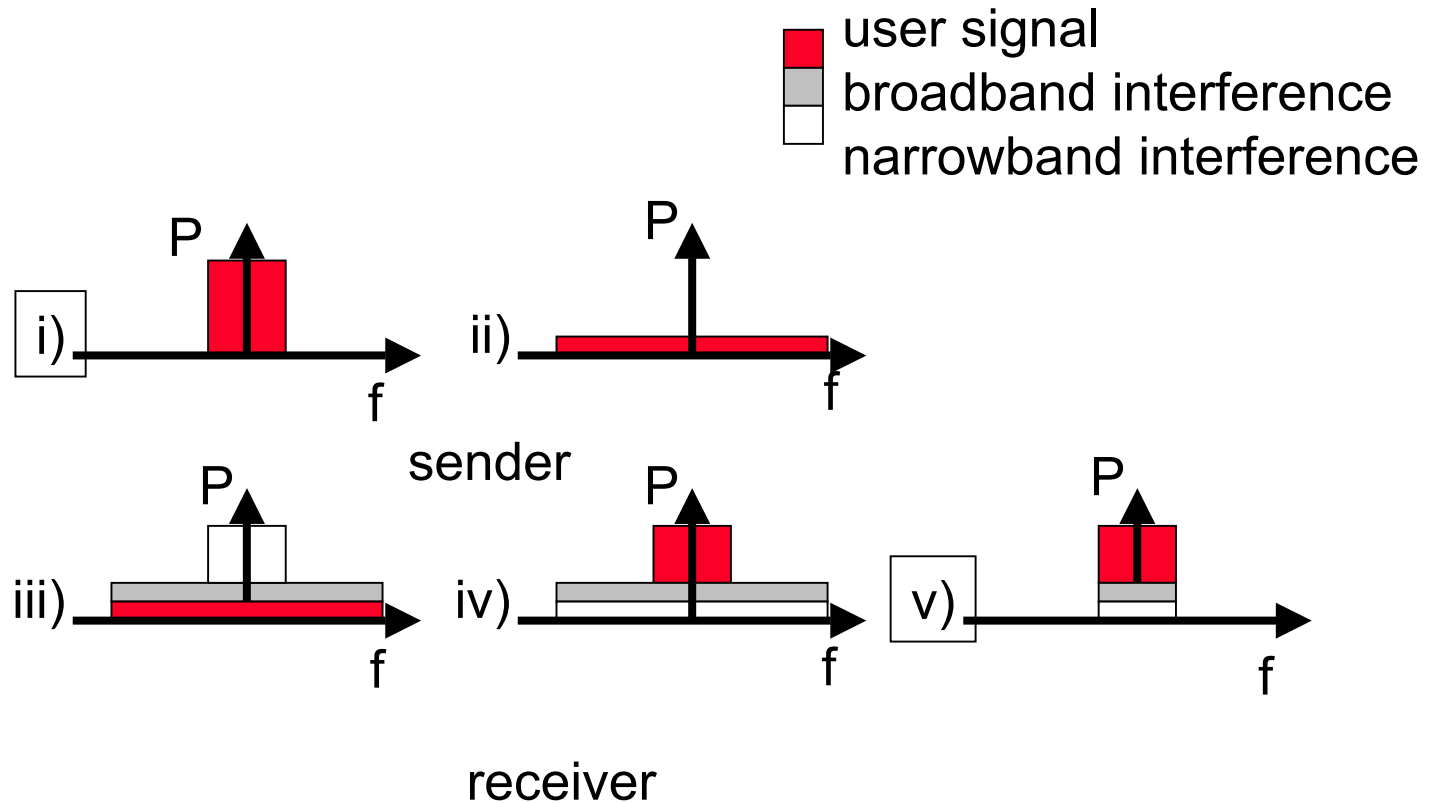 user signal
broadband interference
narrowband interference
P
i)
f
P
ii)
f
sender
P
iii)
f
P
iv)
f
P
v)
f
receiver